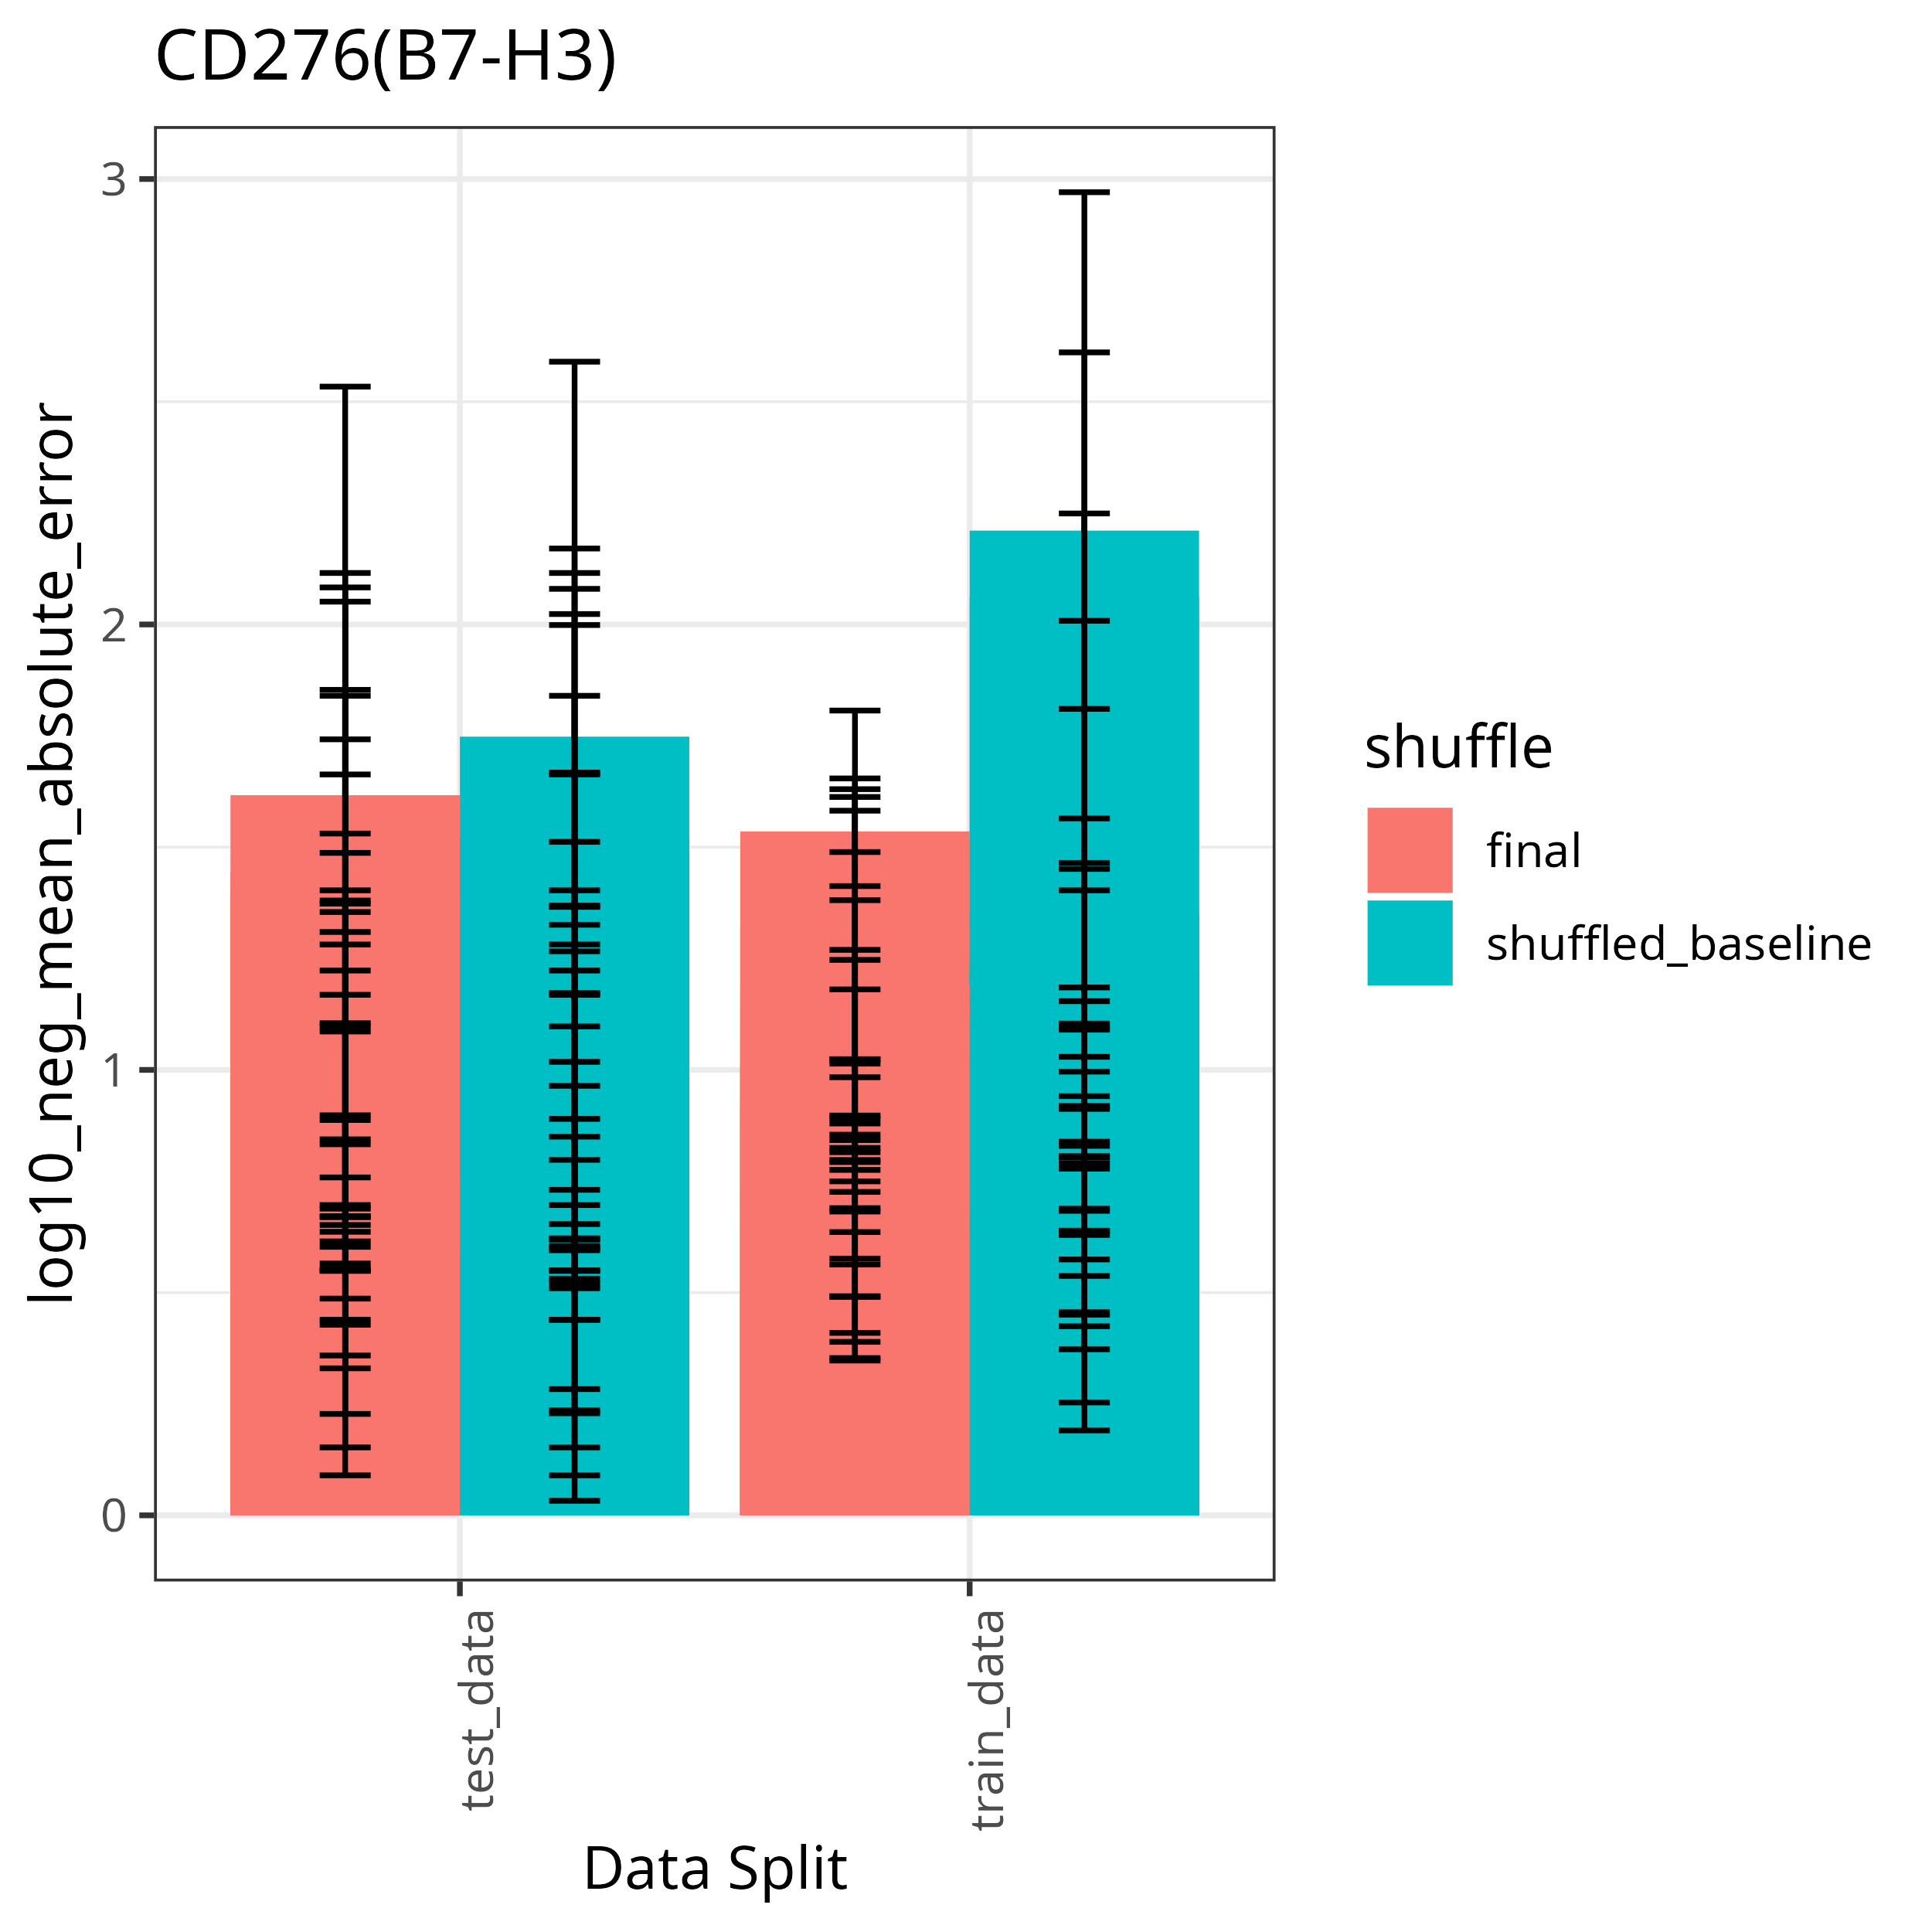 CD276(B7-H3)
log10_neg_mean_absolute_error
3
2
1
0
test_data
train_data
Data Split
shuffle
final
shuffled_baseline